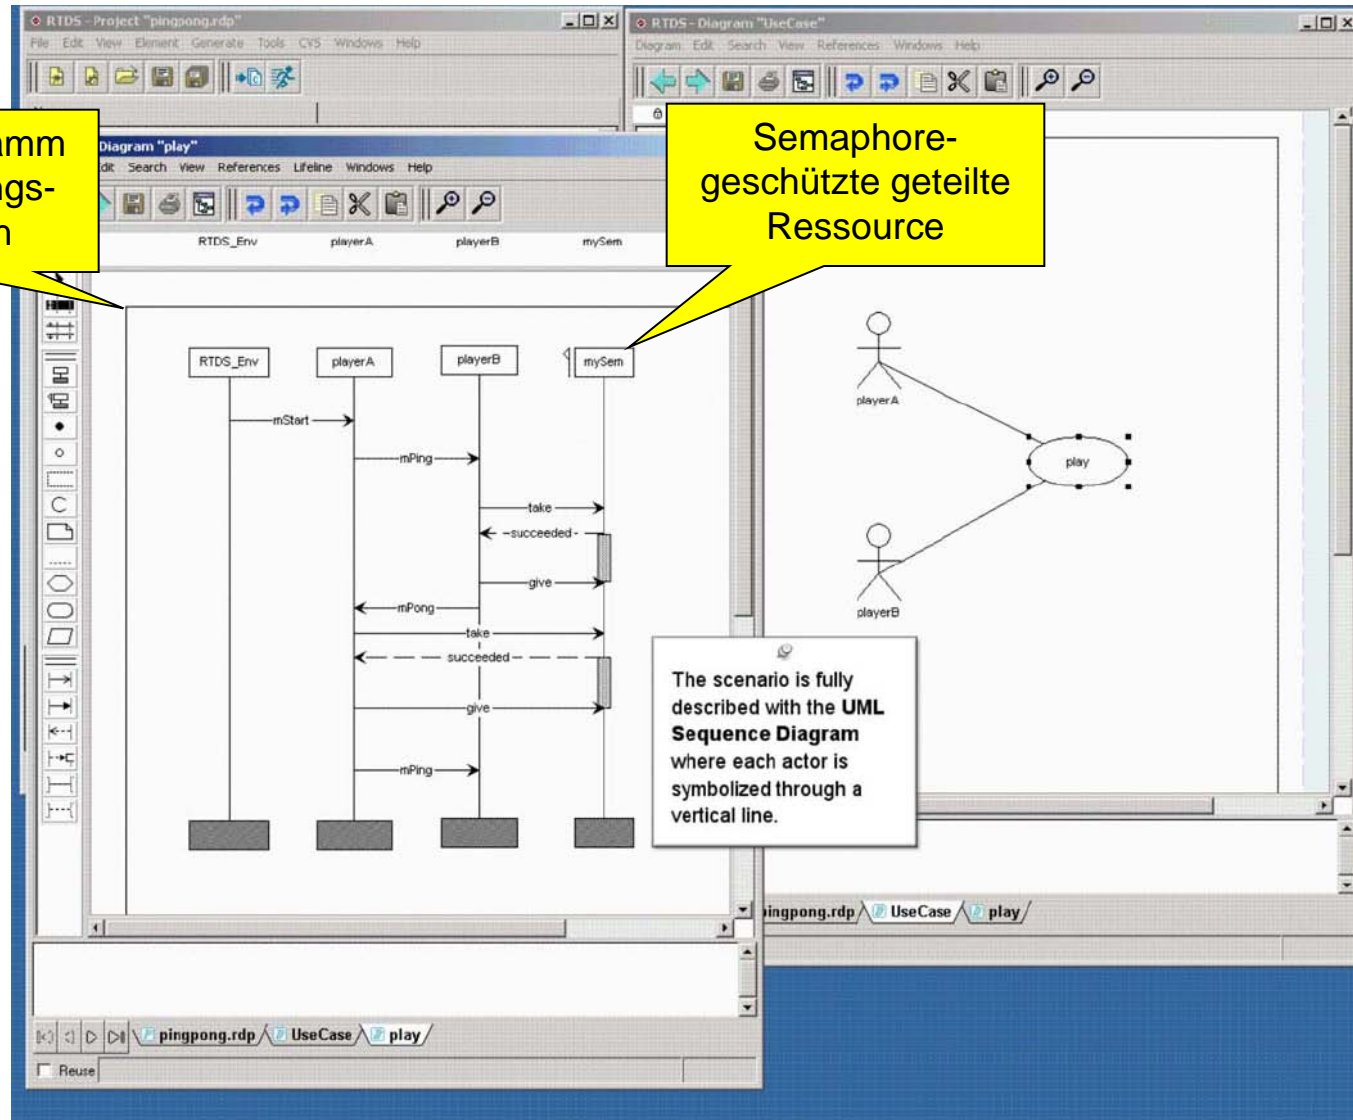 RTDS - Project "pingpong.rdp"
File Edit View Element Generate Tools CVS Windows Help
RTDS - Diagram "UseCase"
Diagram Edit Search View References Windows Help
Diagram "play"
Search View References Lifeline Windows Help
Semaphore-
geschützte geteilte
Ressource
RTDS_Env playerA playerB mySem
RTDS_Env playerA playerB mySem
mStart
mPing
take
succeeded
give
mPong
take
succeeded
give
mPing
playerA
play
playerB
The scenario is fully
described with the UML
Sequence Diagram
where each actor is
symbolized through a
vertical line.
pingpong.rdp UseCase play
pingpong.rdp UseCase play
Reuse